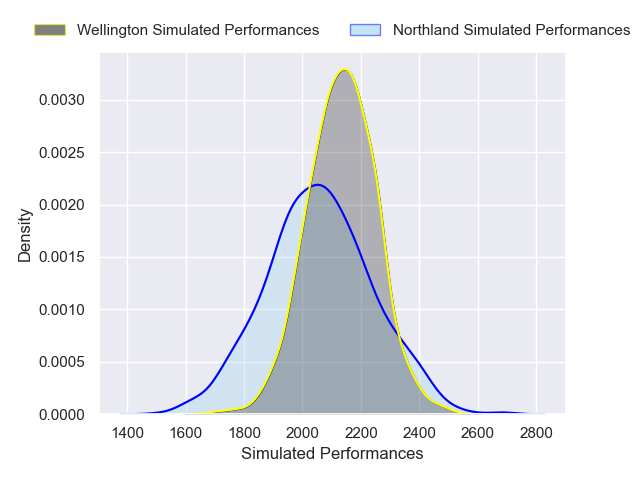 Wellington Simulated Performances
Northland Simulated Performances
Density
0.0030
0.0025
0.0020
0.0015
0.0010
0.0005
0.0000
1400 1600 1800 2000 2200 2400 2600 2800
Simulated Performances